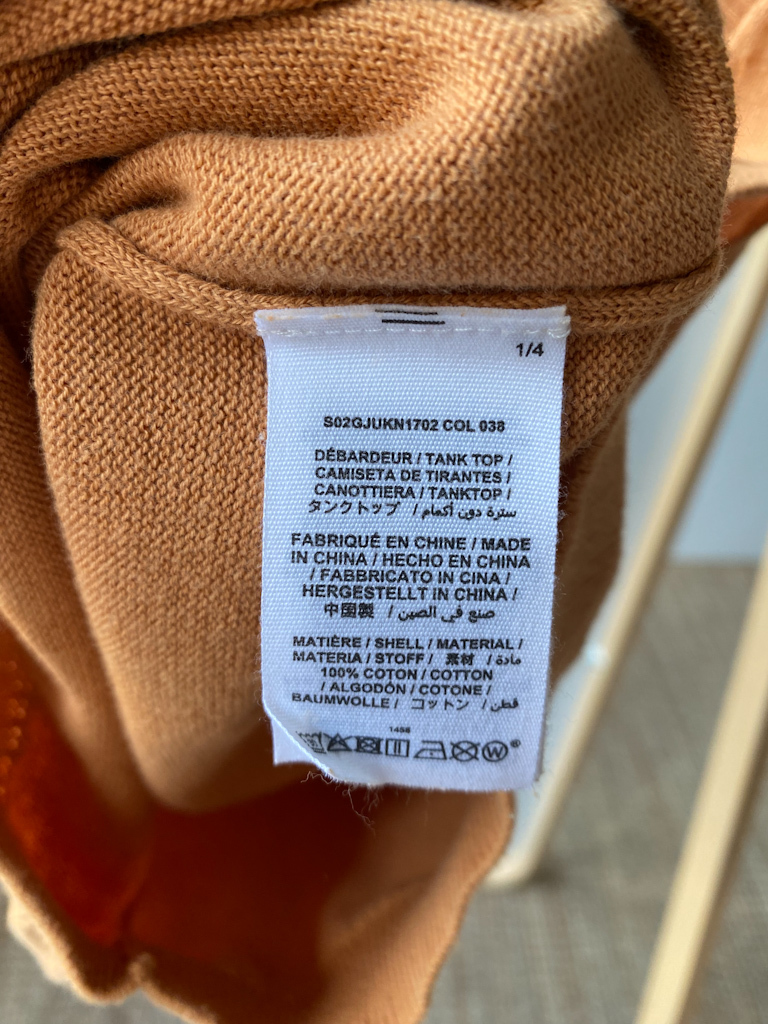 1/4
S02GJUKN1702 COL 038
DÉBARDEUR / TANK TOP /
CAMISETA DE TIRANTES /
CANOTTIERA / TANKTOP /
タンクトップ / سترة دون أكمام /
FABRIQUÉ EN CHINE / MADE
IN CHINA / HECHO EN CHINA
/ FABBRICATO IN CINA /
HERGESTELLT IN CHINA /
中国製 / صنع في الصين /
MATIÈRE / SHELL / MATERIAL /
MATERIA / STOFF / 素材 / مادة /
100% COTON / COTTON
/ ALGODÓN / COTONE /
BAUMWOLLE / コットン / قطن /
1458
W®